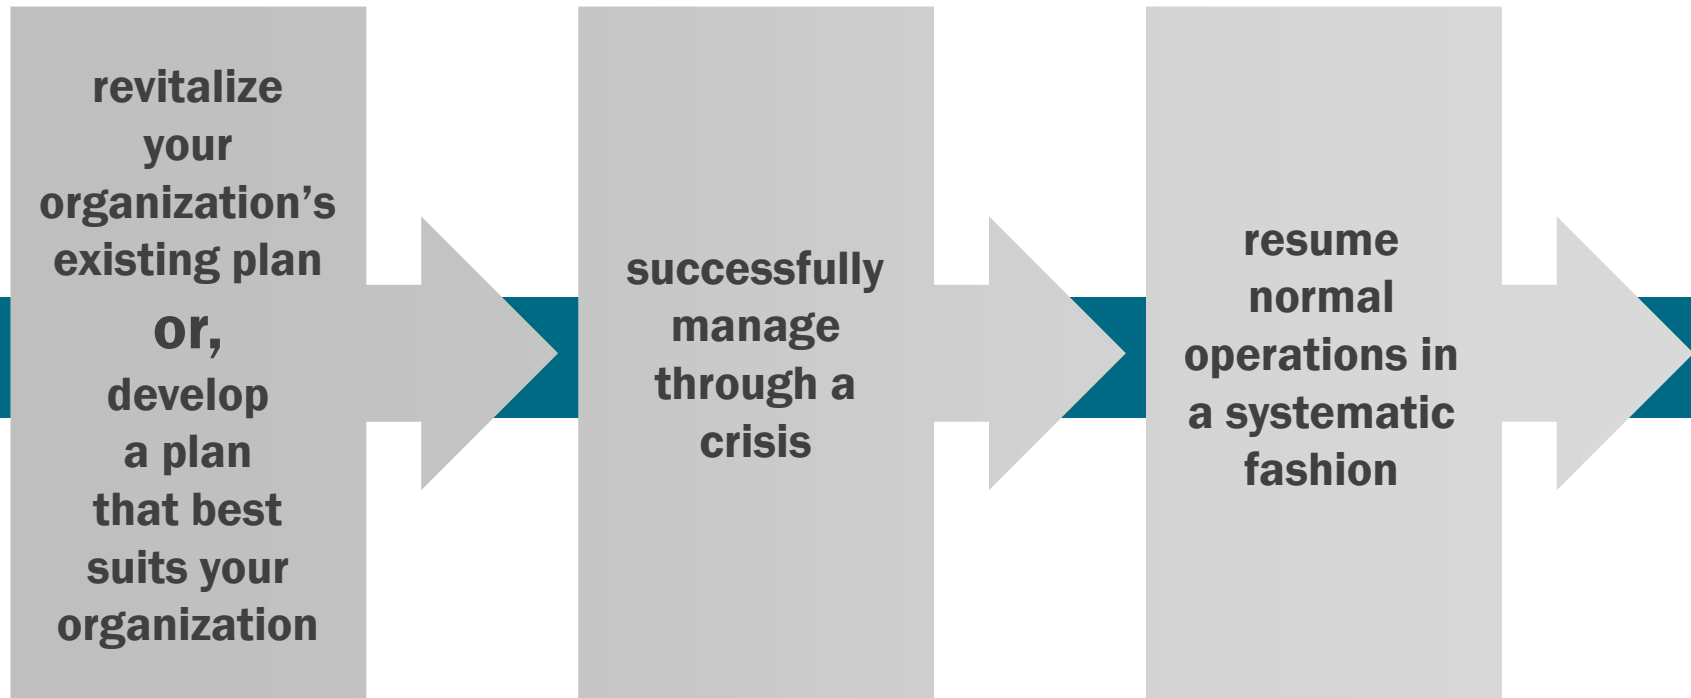 revitalize
your
organization’s
existing plan
or,
develop
a plan
that best
suits your
organization
successfully
manage
through a
crisis
resume
normal
operations in
a systematic
fashion